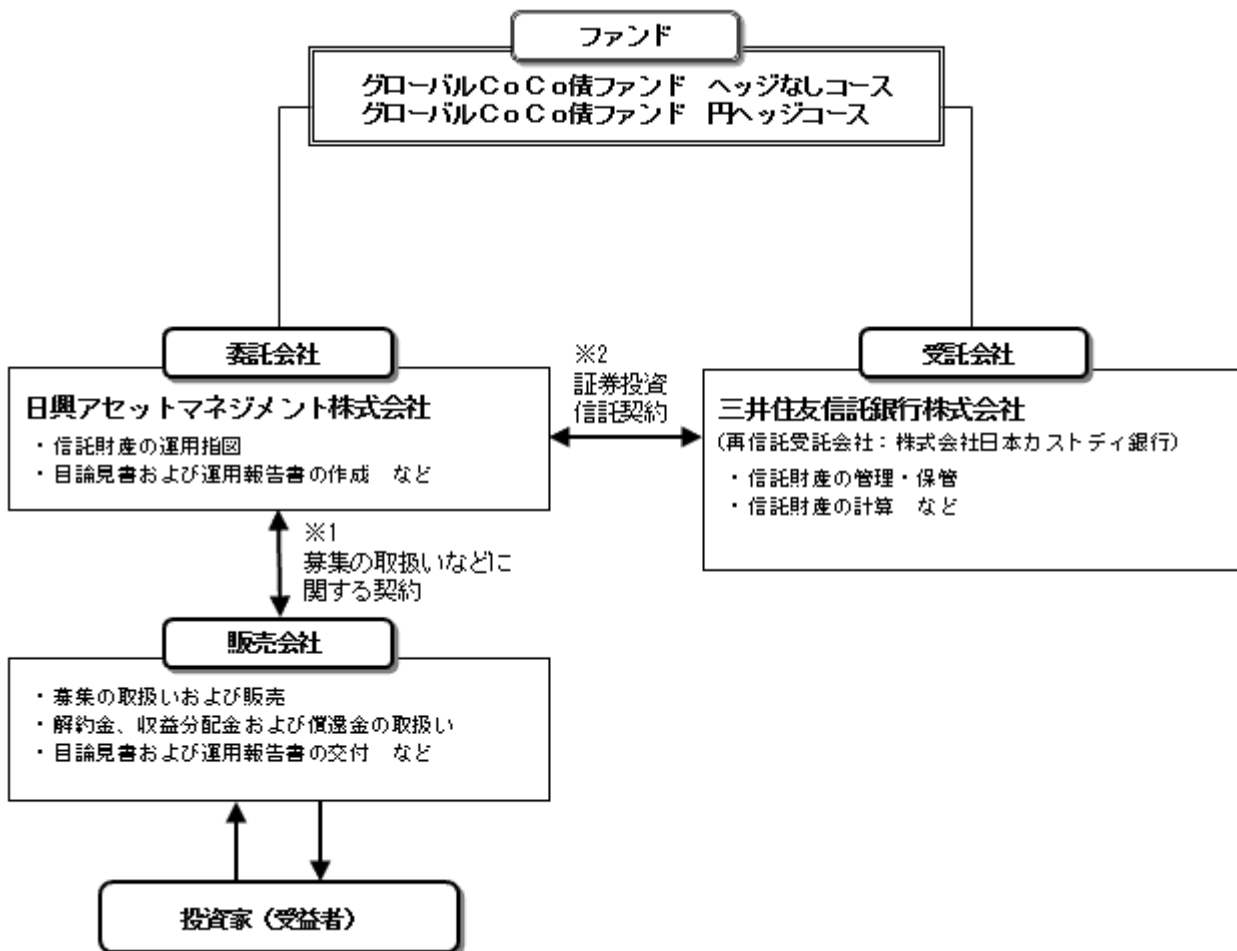 ファンド
グローバルCoCo債ファンド ヘッジなしコース
グローバルCoCo債ファンド 円ヘッジコース
委託会社
日興アセットマネジメント株式会社
・信託財産の運用指図
・目論見書および運用報告書の作成 など
※2
証券投資
信託契約
受託会社
三井住友信託銀行株式会社
(再信託受託会社:株式会社日本カストディ銀行)
・信託財産の管理・保管
・信託財産の計算 など
※1
募集の取扱いなどに
関する契約
販売会社
・募集の取扱いおよび販売
・解約金、収益分配金および償還金の取扱い
・目論見書および運用報告書の交付 など
投資家(受益者)